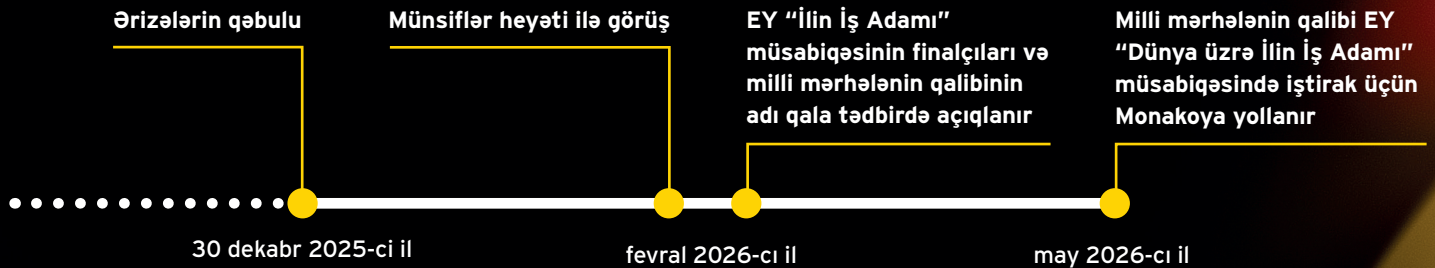 Ərizələrin qəbulu
Münsiflər heyəti ilə görüş
EY “İlin İş Adamı”
müsabiqəsinin finalçıları və
milli mərhələnin qalibinin
adı qala tədbirdə açıqlanır
Milli mərhələnin qalibi EY
“Dünya üzrə İlin İş Adamı”
müsabiqəsində iştirak üçün
Monakoya yollanır
30 dekabr 2025-ci il
fevral 2026-cı il
may 2026-cı il